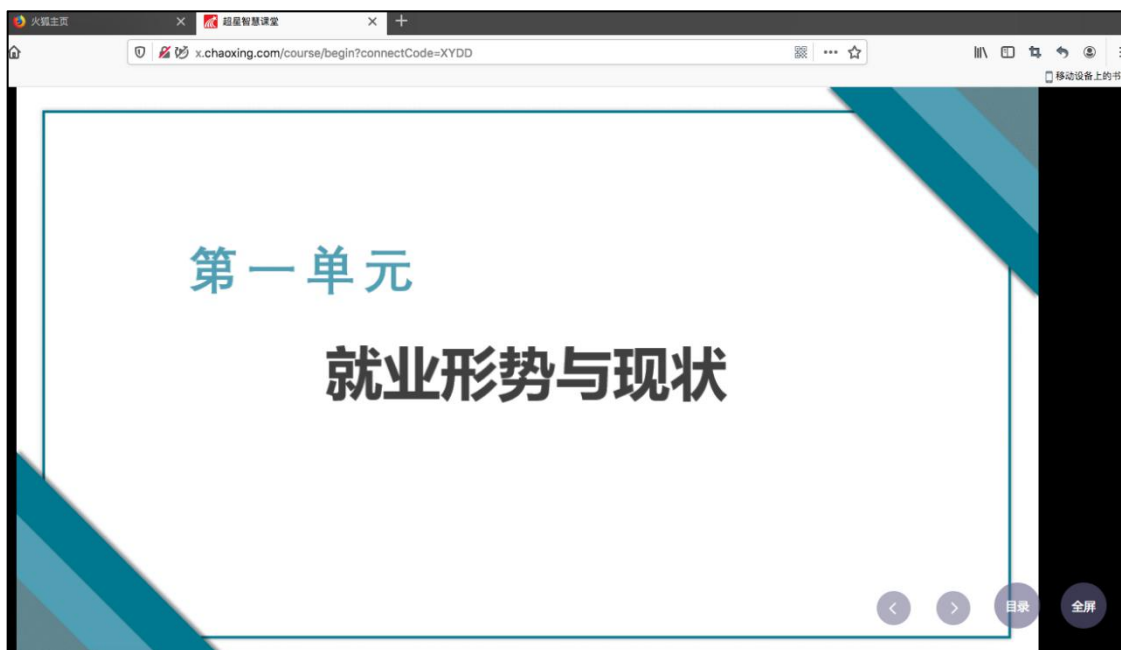 火狐主页
超星智慧课堂
x.chaoxing.com/course/begin?connectCode=XYDD
移动设备上的书
第一单元
就业形势与现状
目录
全屏